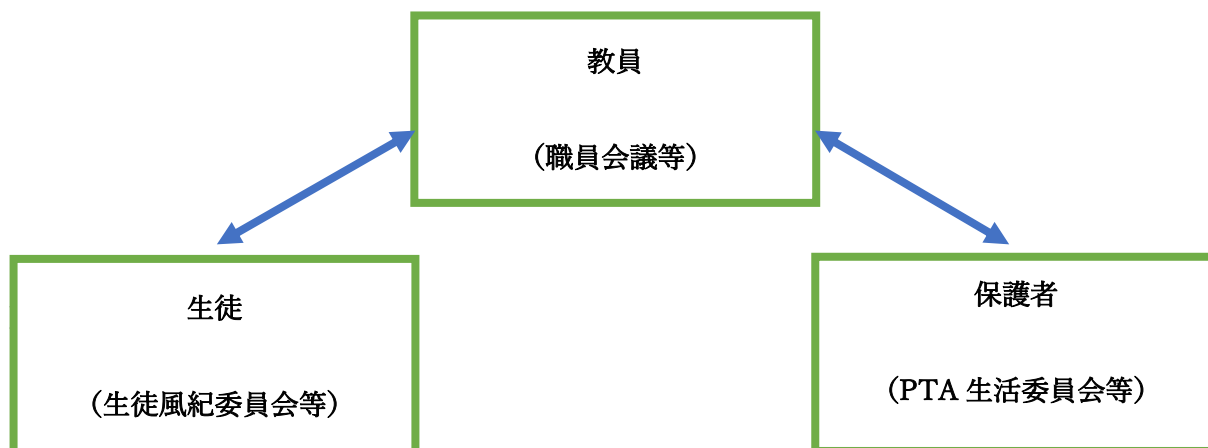 教員
（職員会議等）
生徒
（生徒風紀委員会等）
保護者
（PTA 生活委員会等）